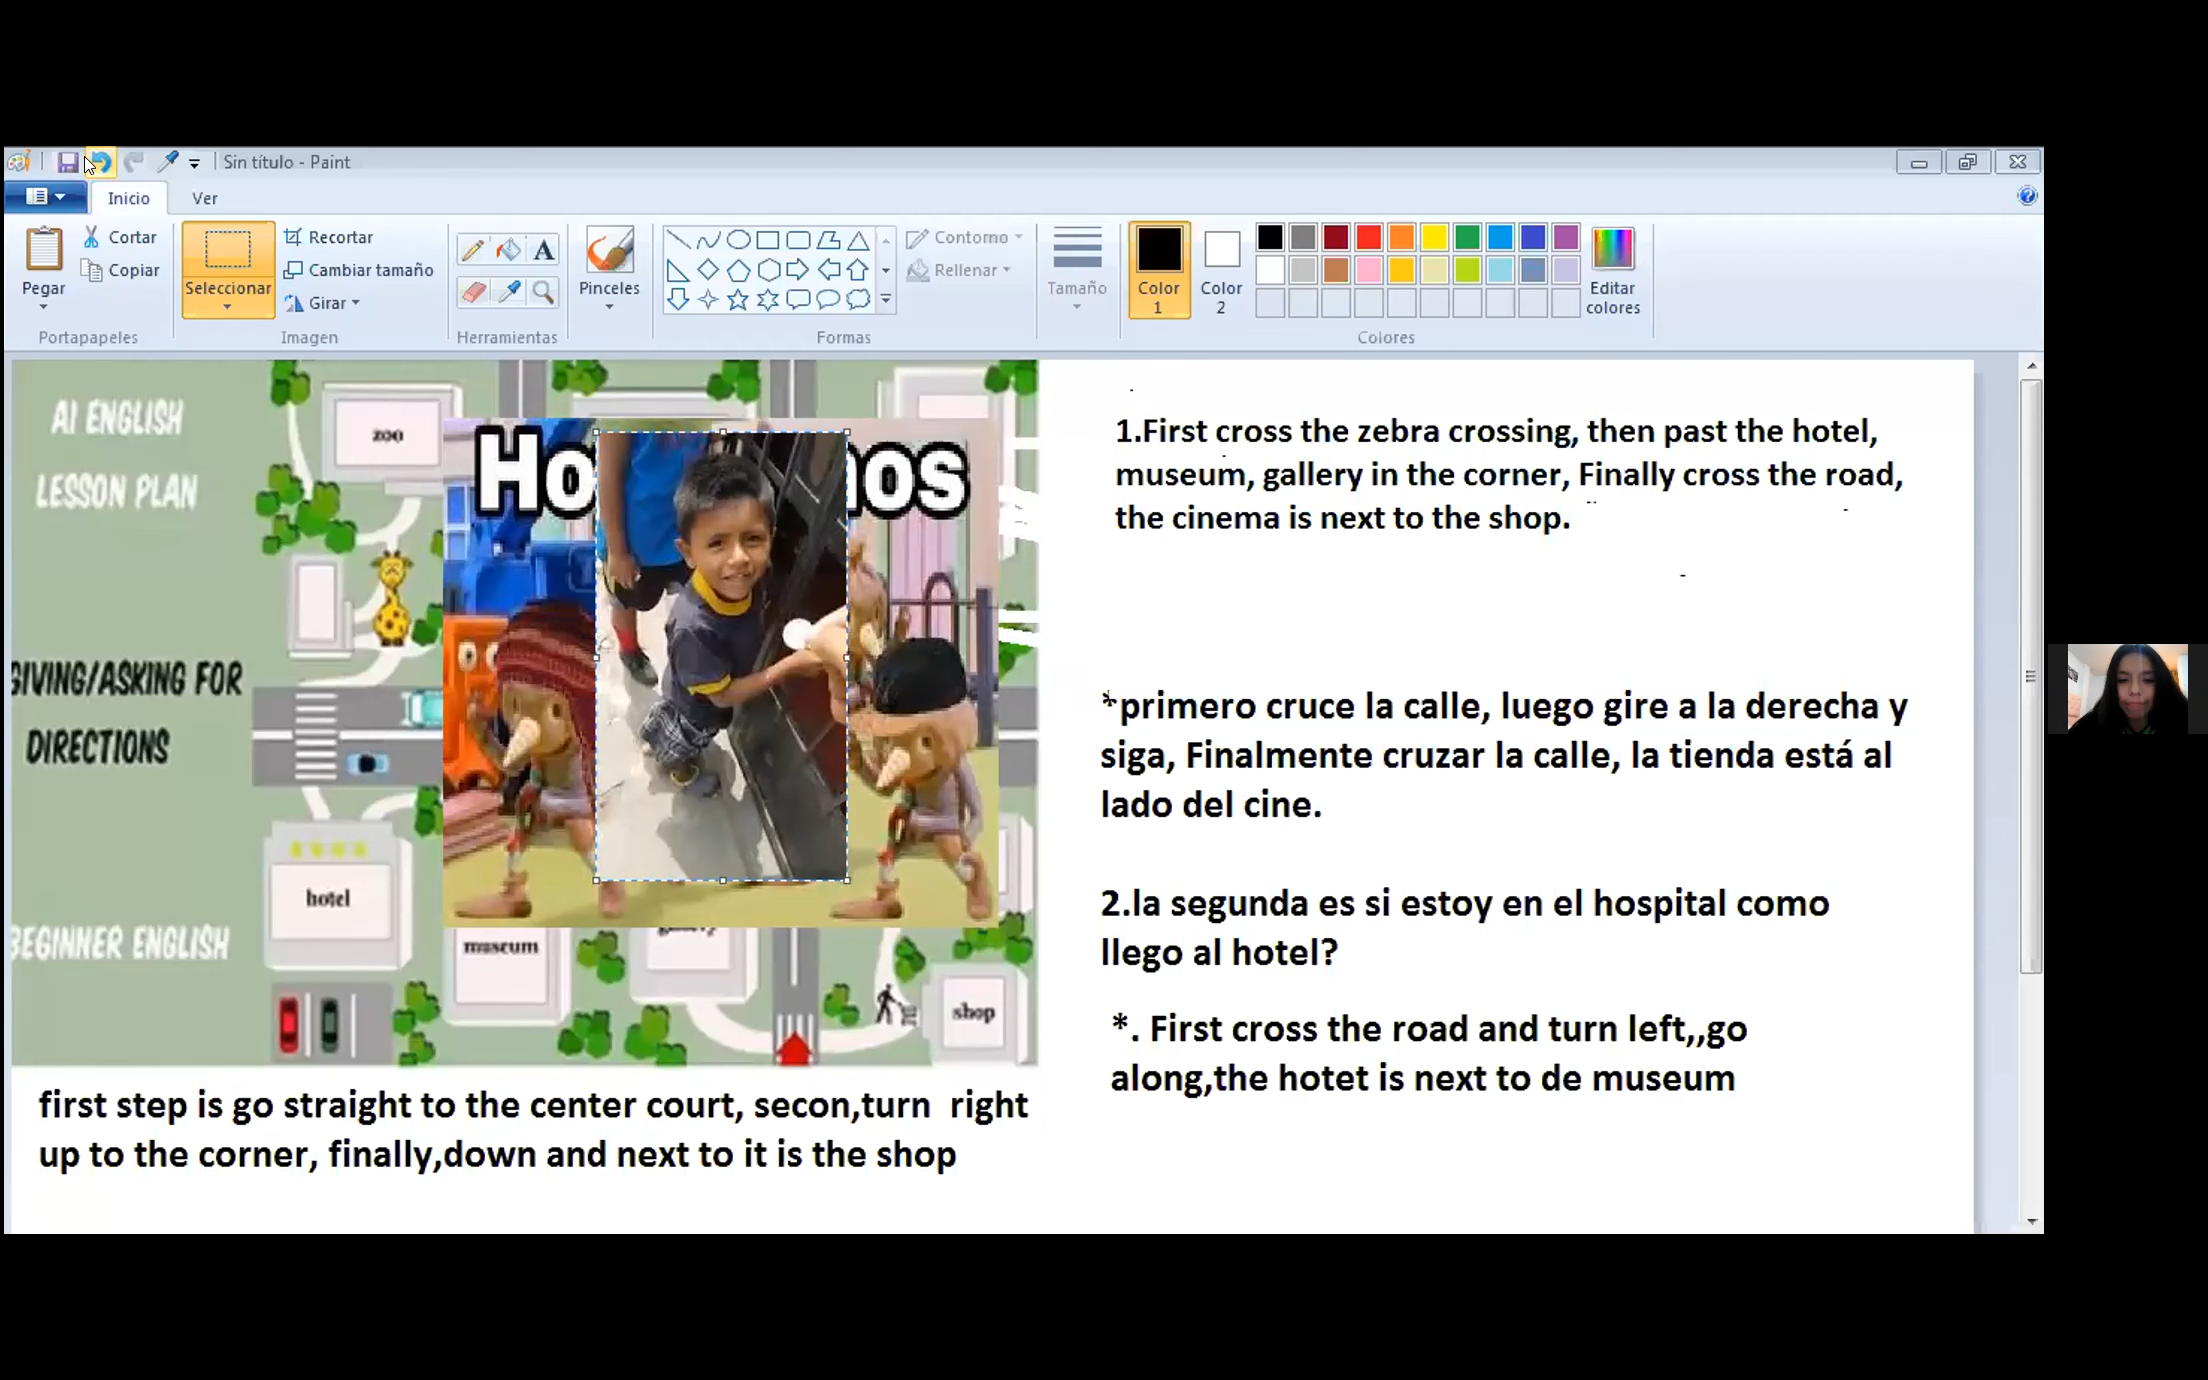 Sin título - Paint
Inicio
Ver
Pegar
Cortar
Copiar
Portapapeles
Seleccionar
Recortar
Cambiar tamaño
Girar
Imagen
A
Herramientas
Pinceles
Formas
Contorno
Rellenar
Tamaño
Color
1
Color
2
Editar
colores
Colores
A1 ENGLISH
LESSON PLAN
GIVING/ASKING FOR
DIRECTIONS
BEGINNER ENGLISH
zoo
Ho
os
hotel
museum
gallery
shop
first step is go straight to the center court, secon,turn right
up to the corner, finally,down and next to it is the shop
1.First cross the zebra crossing, then past the hotel,
museum, gallery in the corner, Finally cross the road,
the cinema is next to the shop.
*primero cruce la calle, luego gire a la derecha y
siga, Finalmente cruzar la calle, la tienda está al
lado del cine.
2.la segunda es si estoy en el hospital como
llego al hotel?
*. First cross the road and turn left,,go
along,the hotet is next to de museum